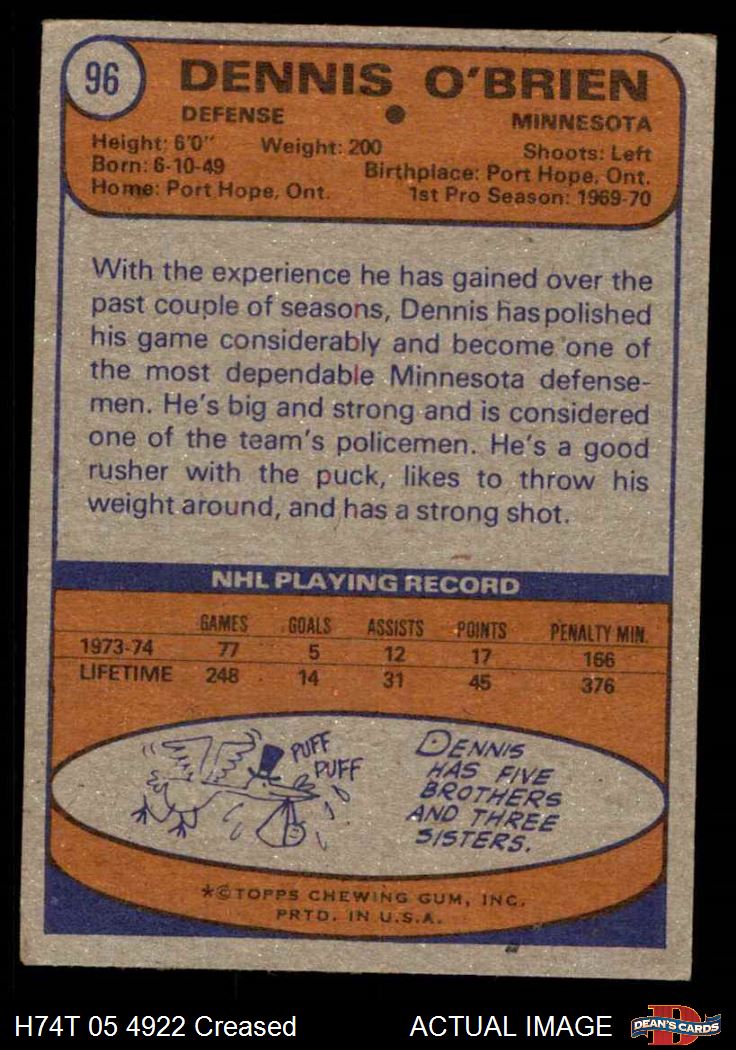 96
DENNIS O'BRIEN
DEFENSE ● MINNESOTA
Height: 6'0" Weight: 200 Shoots: Left
Born: 6-10-49 Birthplace: Port Hope, Ont.
Home: Port Hope, Ont. 1st Pro Season: 1969-70
With the experience he has gained over the
past couple of seasons, Dennis has polished
his game considerably and become one of
the most dependable Minnesota defense-
men. He's big and strong and is considered
one of the team's policemen. He's a good
rusher with the puck, likes to throw his
weight around, and has a strong shot.
NHL PLAYING RECORD
GAMES GOALS ASSISTS POINTS PENALTY MIN.
1973-74 77 5 12 17 166
LIFETIME 248 14 31 45 376
PUFF
PUFF
DENNIS
HAS FIVE
BROTHERS
AND THREE
SISTERS.
*©TOPPS CHEWING GUM, INC.
PRTD. IN U.S.A.
H74T 05 4922 Creased ACTUAL IMAGE
D
DEAN'S CARDS